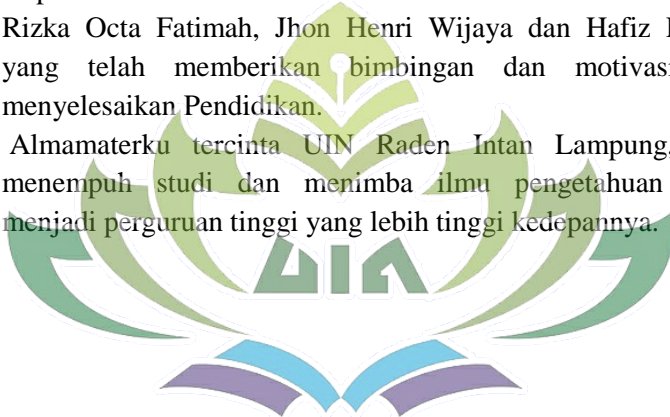 Rizka Octa Fatimah, Jhon Henri Wijaya dan Hafiz
yang telah memberikan bimbingan dan motivasi
menyelesaikan Pendidikan.
Almamaterku tercinta UIN Raden Intan Lampung,
menempuh studi dan menimba ilmu pengetahuan
menjadi perguruan tinggi yang lebih tinggi kedepannya.
UIN